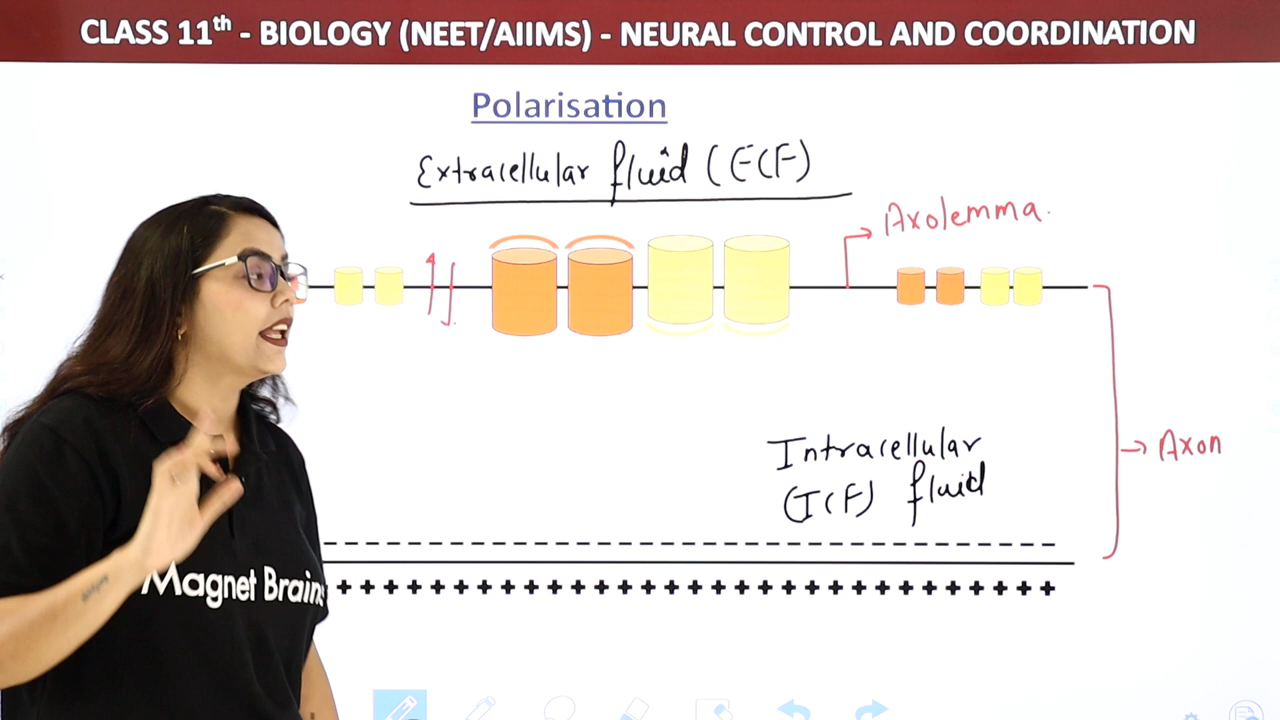 CLASS 11th - BIOLOGY (NEET/AIIMS) - NEURAL CONTROL AND COORDINATION
Polarisation
Extracellular fluid (ECF)
Axolemma.
Intracellular
(ICF) fluid
Axon
- - - - - - - - - - - - - - - - - - - - - - - - - - - - - - - - - - - - - - - - - -
+ + + + + + + + + + + + + + + + + + + + +
Magnet Brains